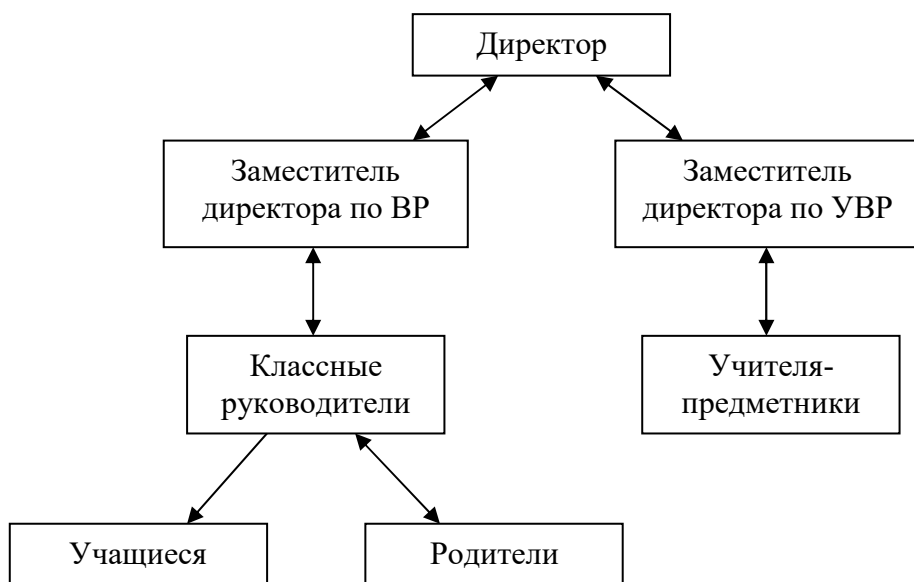 Директор
Заместитель
директора по ВР
Заместитель
директора по УВР
Классные
руководители
Учителя-
предметники
Учащиеся
Родители